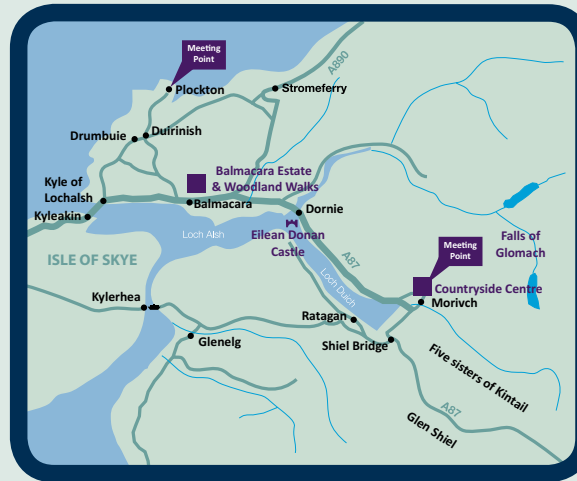 Meeting
Point
A890
Plockton
Stromeferry
Drumbuie
Duirinish
Balmacara Estate
& Woodland Walks
Kyle of
Lochalsh
Balmacara
Kyleakin
Dornie
Loch Alsh
Eilean Donan
Castle
Falls of
Glomach
A87
Meeting
Point
ISLE OF SKYE
Loch Duich
Countryside Centre
Morivch
Kylerhea
Ratagan
Glenelg
Shiel Bridge
Five sisters of Kintail
A87
Glen Shiel